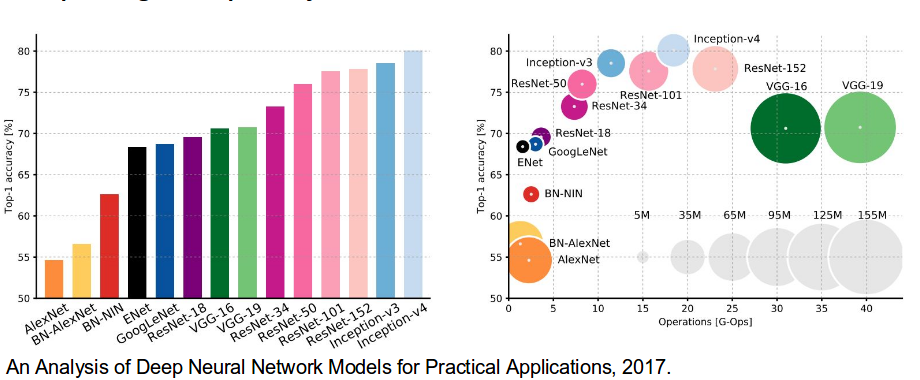 80
75
70
65
60
55
50
Top-1 accuracy [%]
AlexNet
BN-AlexNet
BN-NIN
ENet
GoogLeNet
ResNet-18
VGG-16
VGG-19
ResNet-34
ResNet-50
ResNet-101
ResNet-152
Inception-v3
Inception-v4
80
75
70
65
60
55
50
Top-1 accuracy [%]
Inception-v4
Inception-v3
ResNet-152
ResNet-50
VGG-16
VGG-19
ResNet-101
ResNet-34
ResNet-18
GoogLeNet
ENet
BN-NIN
5M 35M 65M 95M 125M 155M
BN-AlexNet
AlexNet
0 5 10 15 20 25 30 35 40
Operations [G-Ops]
An Analysis of Deep Neural Network Models for Practical Applications, 2017.